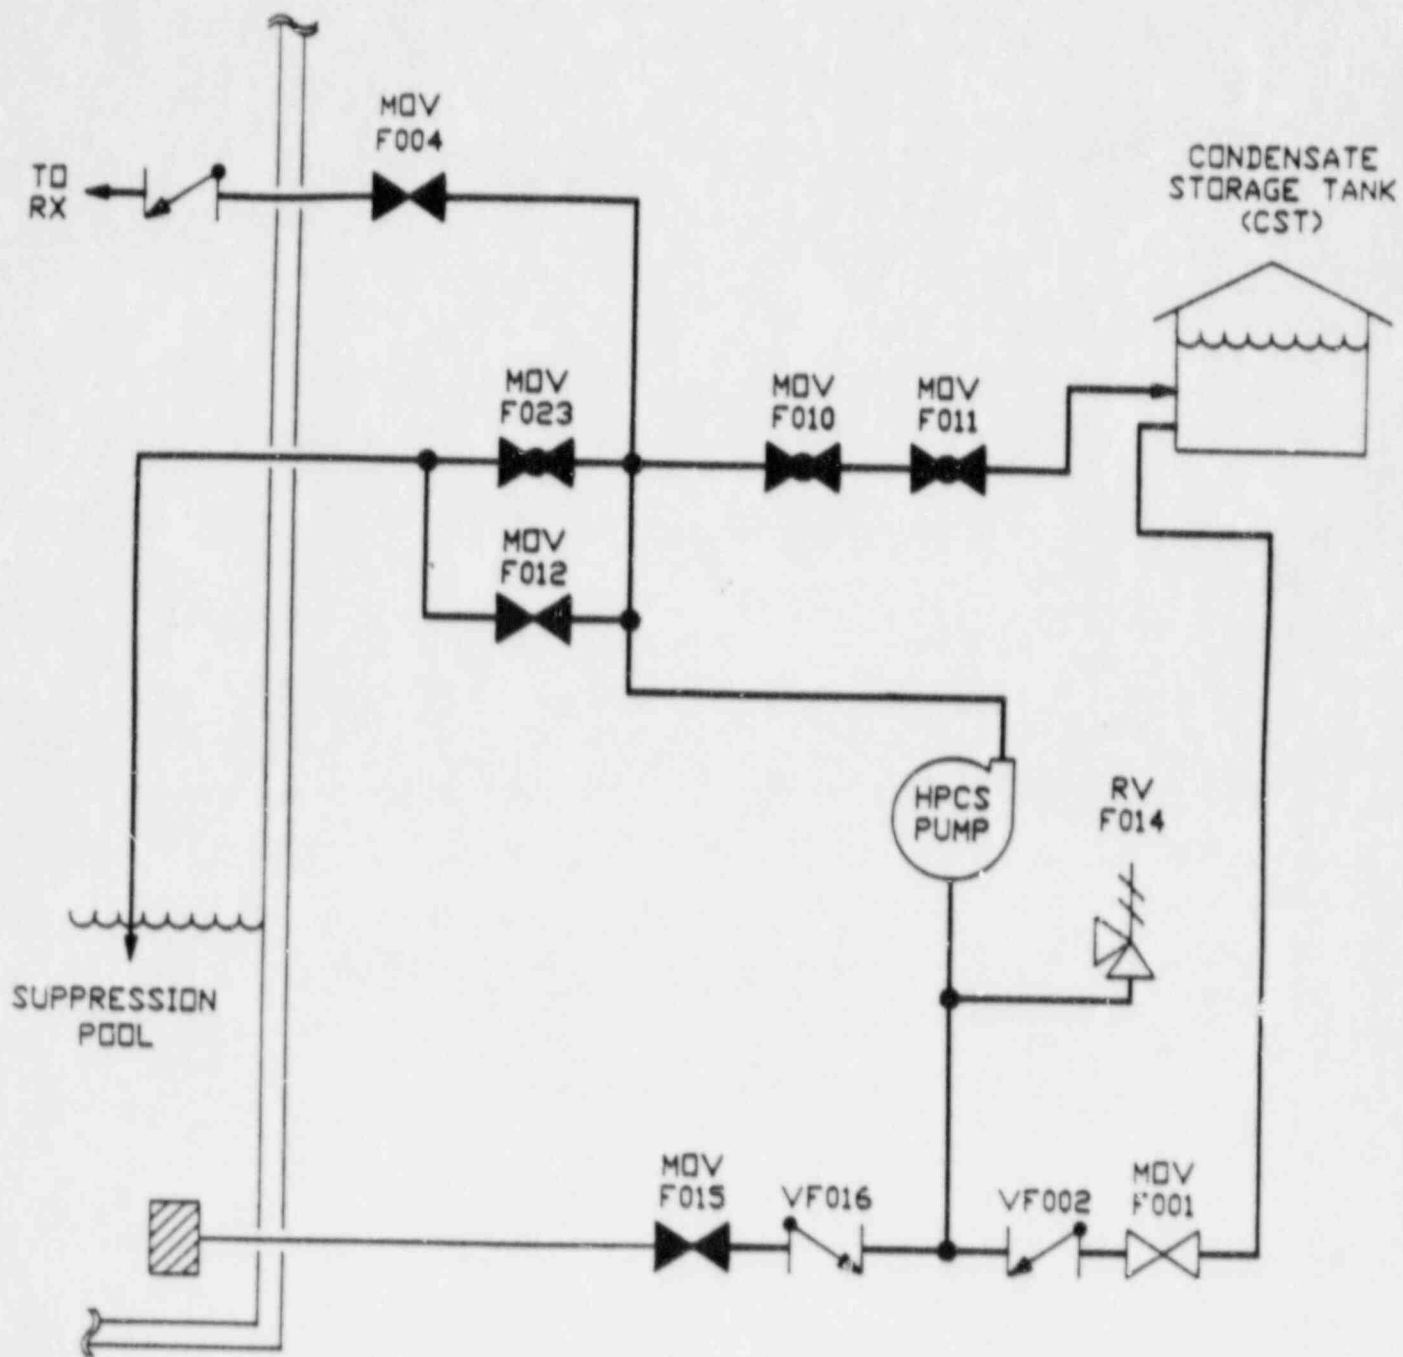 MOV
F004
TO
RX
CONDENSATE
STORAGE TANK
(CST)
MOV
F023
MOV
F010
MOV
F011
MOV
F012
HPCS
PUMP
RV
F014
SUPPRESSION
POOL
MOV
F015
VF016
VF002
MOV
F001